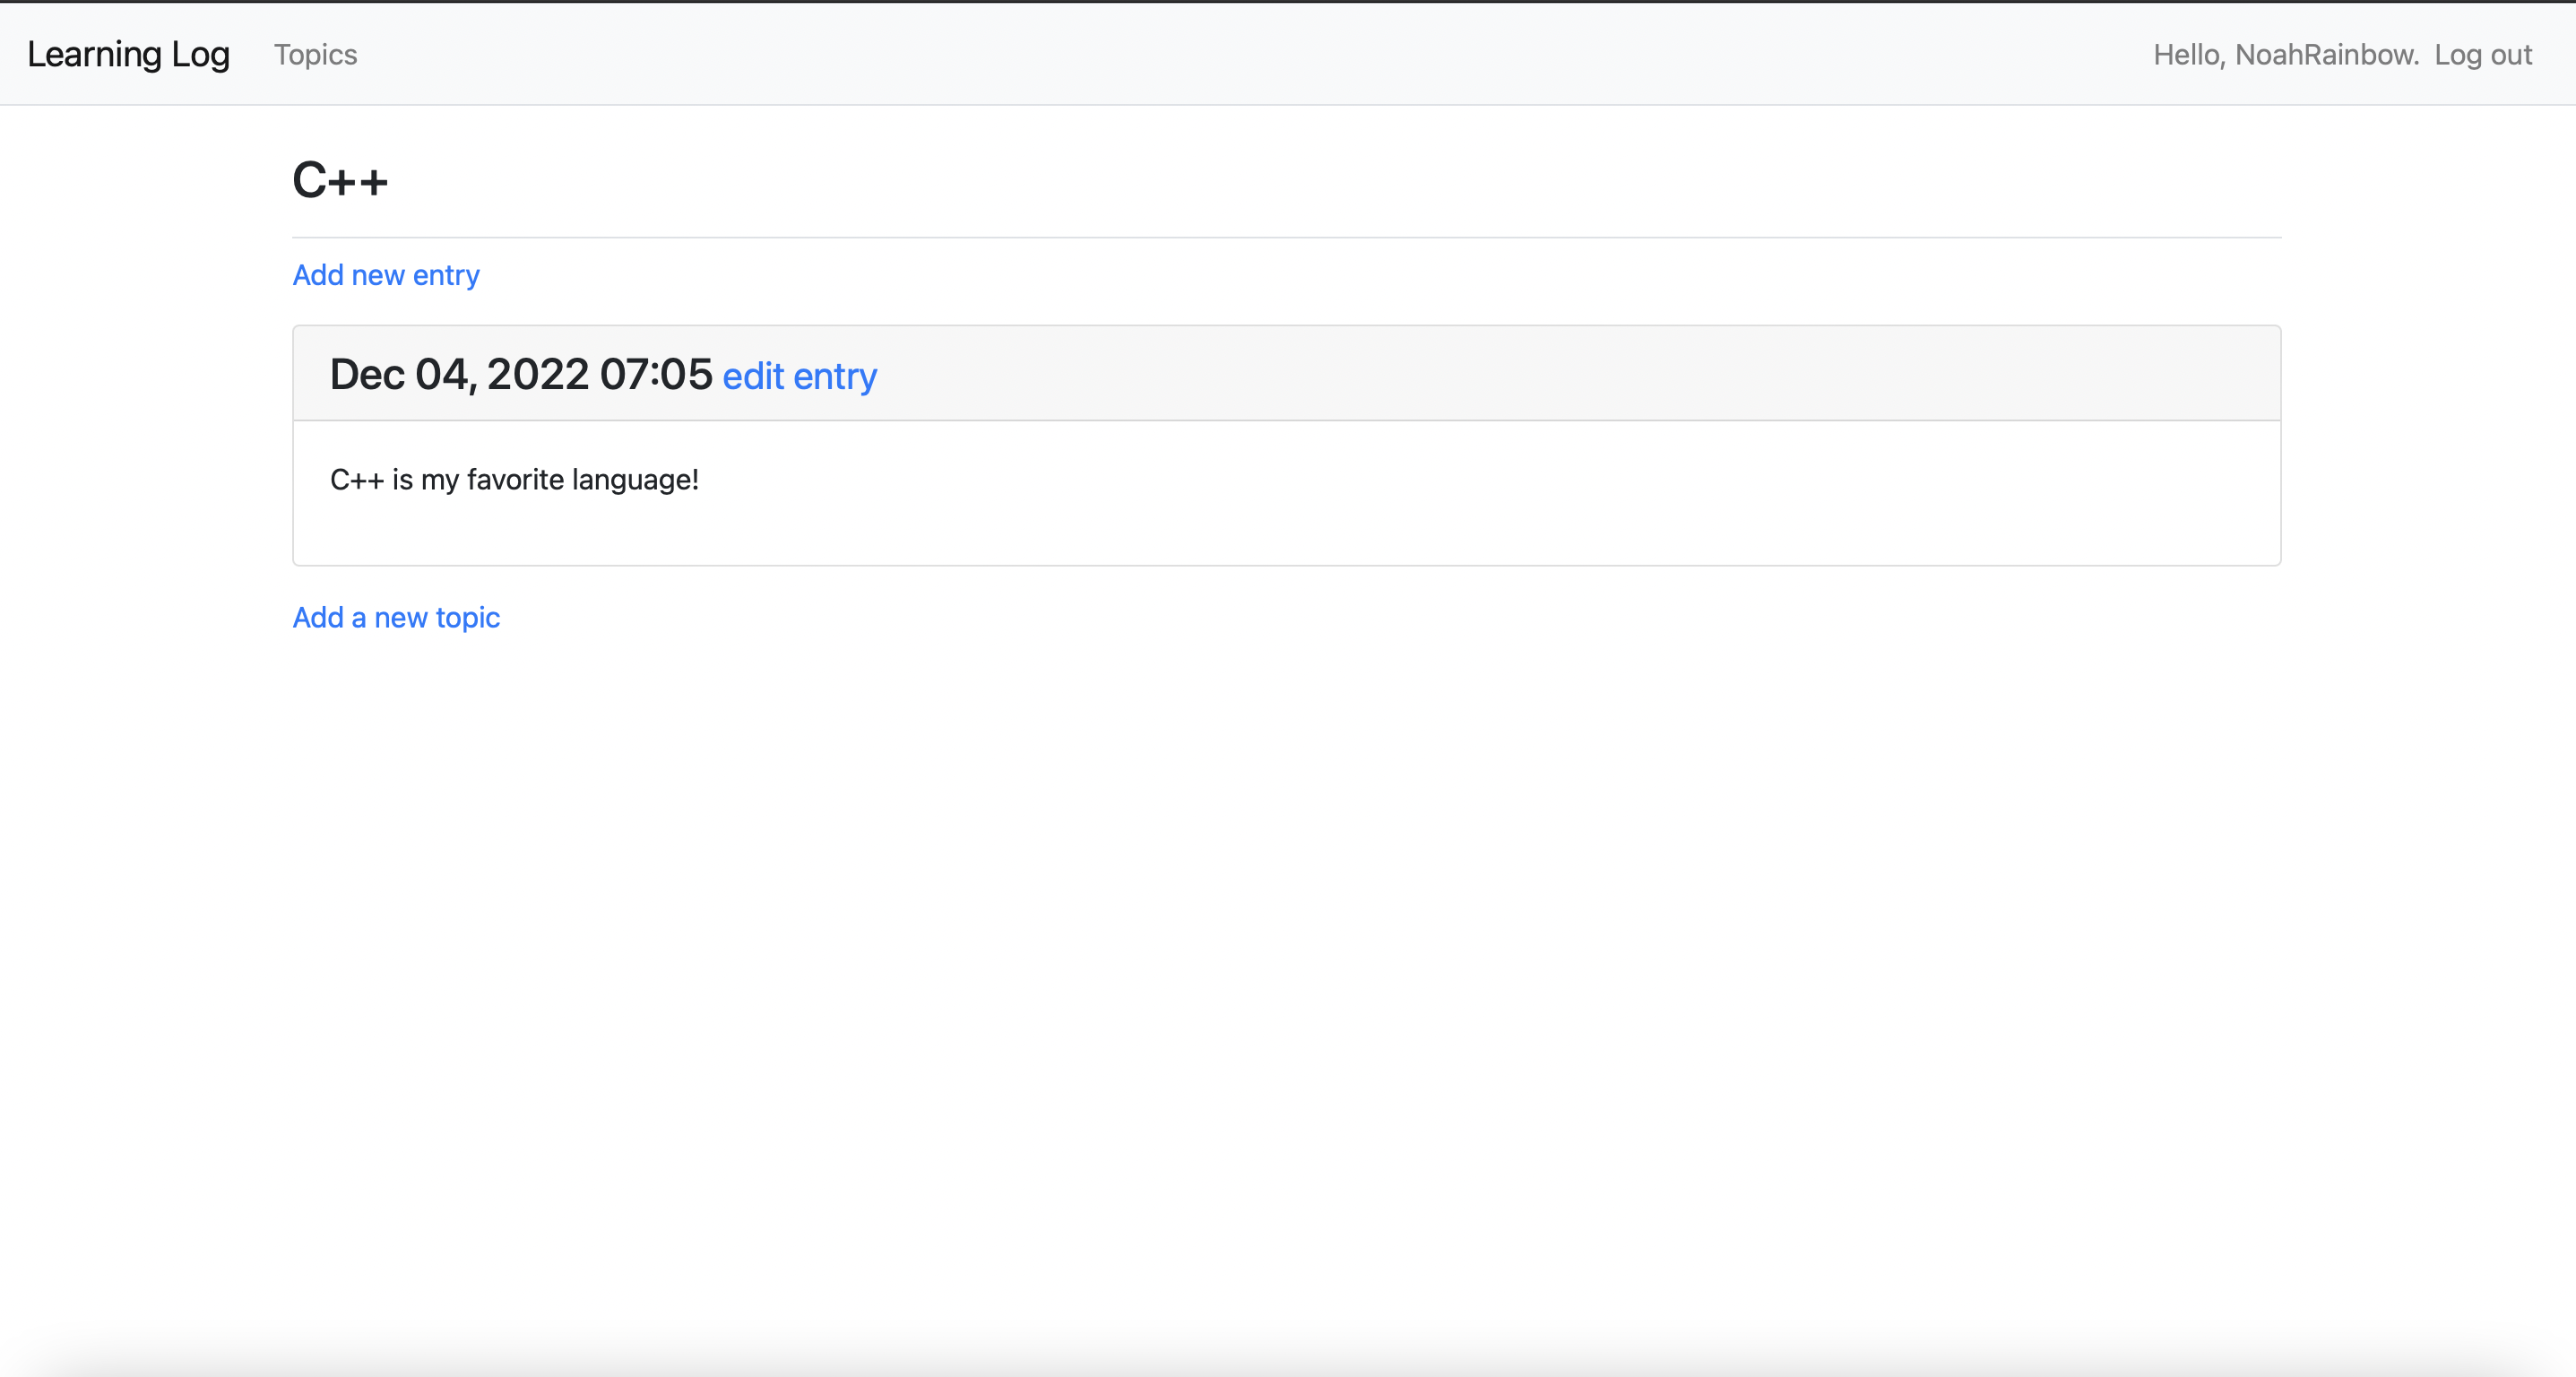 Learning Log Topics Hello, NoahRainbow. Log out
C++
Add new entry
Dec 04, 2022 07:05 edit entry
C++ is my favorite language!
Add a new topic